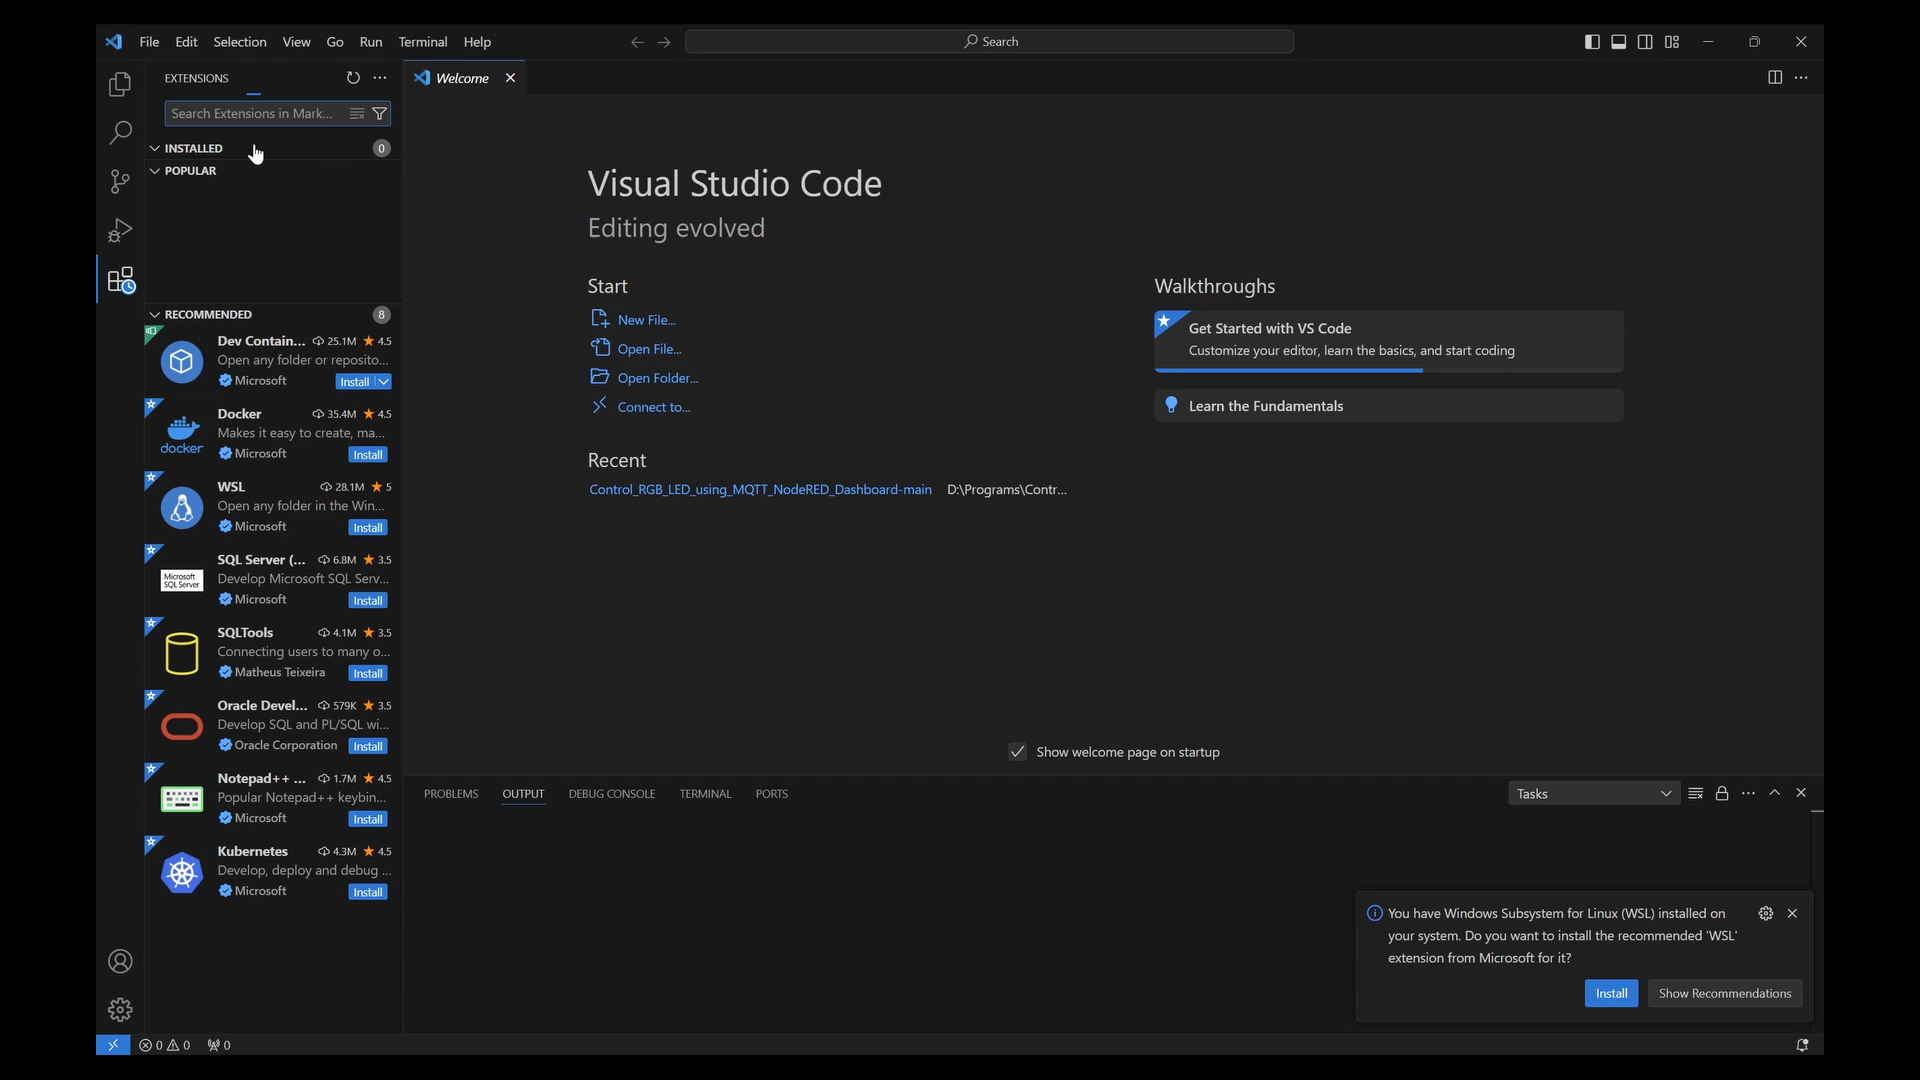 File Edit Selection View Go Run Terminal Help
Search
EXTENSIONS
Search Extensions in Mark...
INSTALLED 0
POPULAR
RECOMMENDED 8
Dev Contain... 25.1M 4.5
Open any folder or reposito...
Microsoft Install
Docker 35.4M 4.5
Makes it easy to create, ma...
docker
Microsoft Install
WSL 28.1M 5
Open any folder in the Win...
Microsoft Install
SQL Server (... 6.8M 3.5
Microsoft
SQL Server
Develop Microsoft SQL Serv...
Microsoft Install
SQLTools 4.1M 3.5
Connecting users to many o...
Matheus Teixeira Install
Oracle Devel... 579K 3.5
Develop SQL and PL/SQL wi...
Oracle Corporation Install
Notepad++ ... 1.7M 4.5
Popular Notepad++ keybin...
Microsoft Install
Kubernetes 4.3M 4.5
Develop, deploy and debug ...
Microsoft Install
Welcome
Visual Studio Code
Editing evolved
Start
New File...
Open File...
Open Folder...
Connect to...
Recent
Control_RGB_LED_using_MQTT_NodeRED_Dashboard-main D:\Programs\Contr...
Walkthroughs
Get Started with VS Code
Customize your editor, learn the basics, and start coding
Learn the Fundamentals
Show welcome page on startup
PROBLEMS OUTPUT DEBUG CONSOLE TERMINAL PORTS
Tasks
You have Windows Subsystem for Linux (WSL) installed on
your system. Do you want to install the recommended 'WSL'
extension from Microsoft for it?
Install Show Recommendations
0 0 0